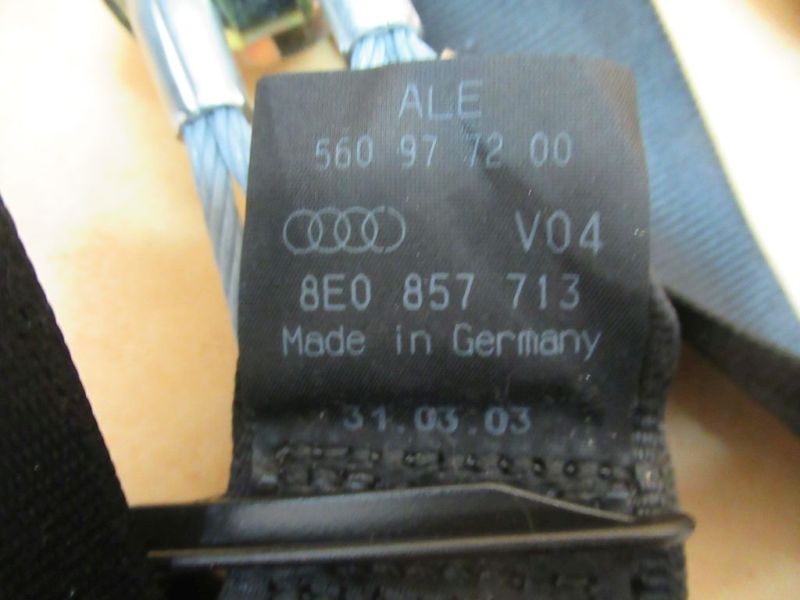 ALE
560 97 72 00
V04
8E0 857 713
Made in Germany
31.03.03